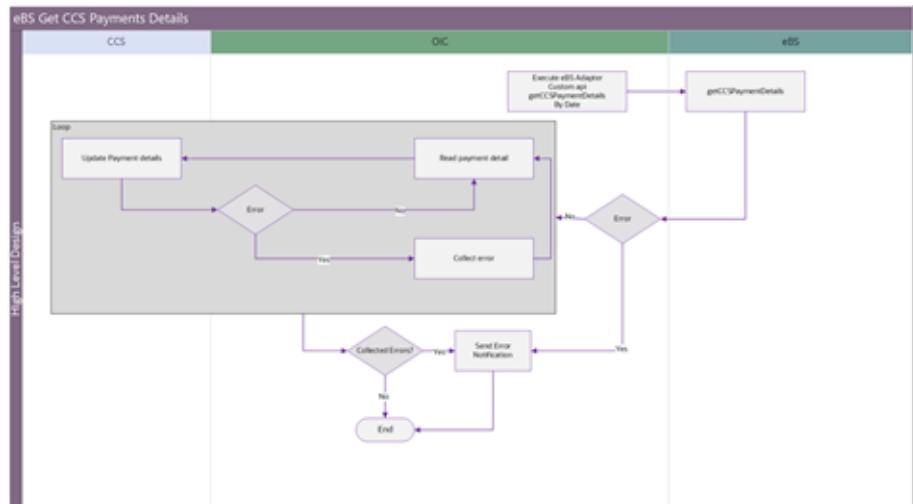 eBS Get CCS Payments Details
CCS
OIC
eBS
High Level Design
Execute eBS Adapter
Custom api
getCCSPaymentDetails
By Date
getCCSPaymentDetails
Loop
Update Payment details
Read payment detail
Error
No
Yes
Collect error
No
Error
Yes
Collected Errors?
Yes
Send Error
Notification
No
End